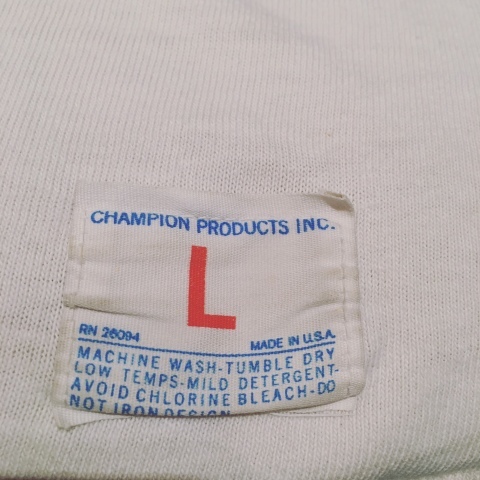 CHAMPION PRODUCTS INC.
L
RN 26094 MADE IN U.S.A.
MACHINE WASH-TUMBLE DRY
LOW TEMPS-MILD DETERGENT-
AVOID CHLORINE BLEACH-DO
NOT IRON DESIGN